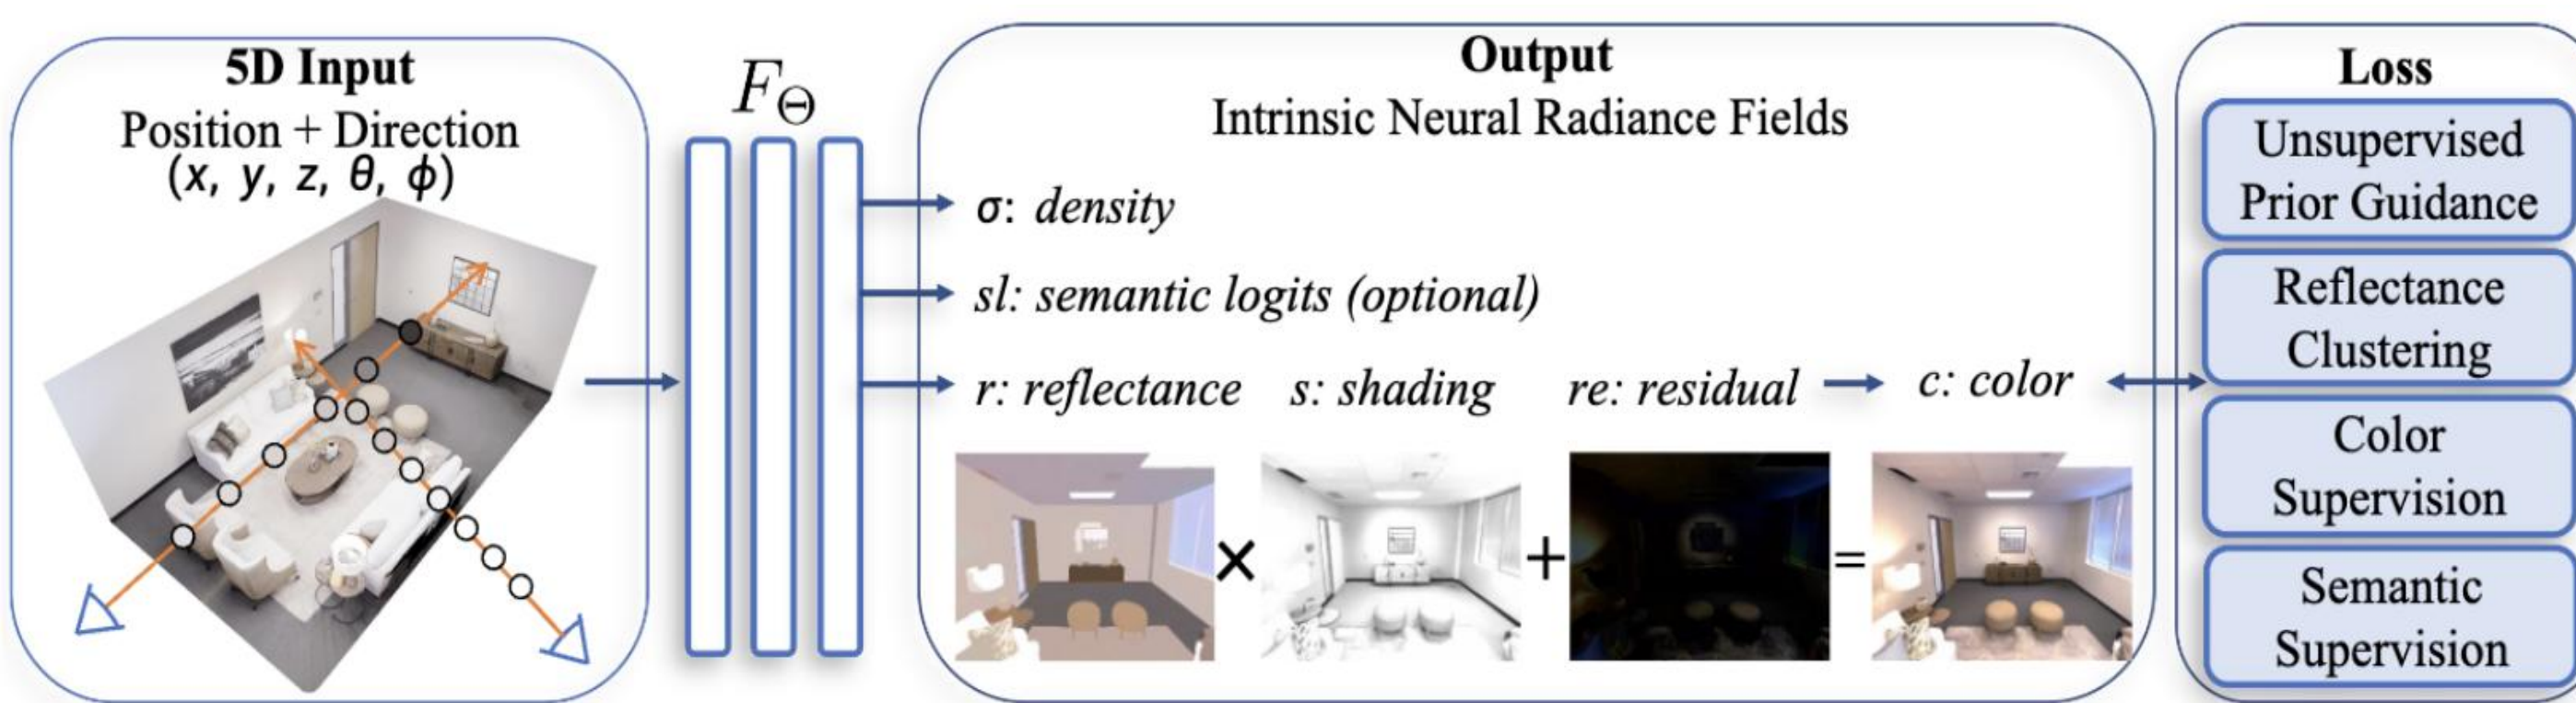 5D Input
Position + Direction
(x, y, z, θ, ϕ)
F_Θ
Output
Intrinsic Neural Radiance Fields
σ: density
sl: semantic logits (optional)
r: reflectance s: shading re: residual c: color
× + =
Loss
Unsupervised
Prior Guidance
Reflectance
Clustering
Color
Supervision
Semantic
Supervision